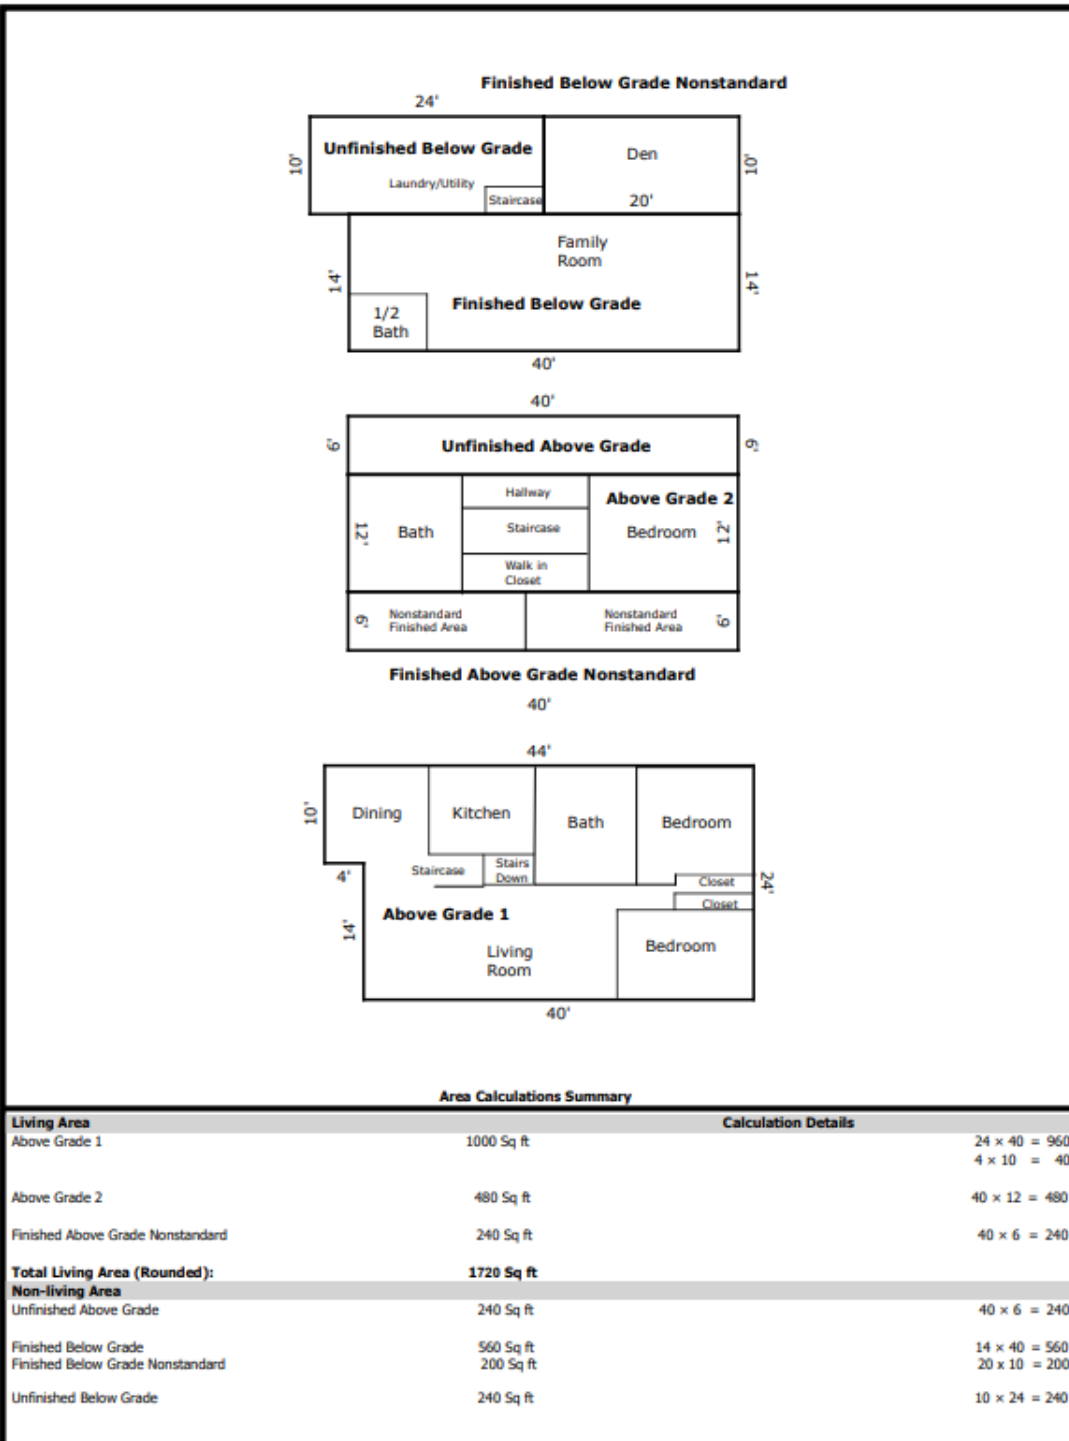 Finished Below Grade Nonstandard
24'
Unfinished Below Grade
Den
10'
10'
Laundry/Utility
Staircase
20'
Family
Room
14'
14'
Finished Below Grade
1/2
Bath
40'
40'
6'
Unfinished Above Grade
6'
Hallway
Above Grade 2
12'
Bath
Staircase
Bedroom
12'
Walk in
Closet
6'
Nonstandard
Finished Area
Nonstandard
Finished Area
6'
Finished Above Grade Nonstandard
40'
44'
10'
Dining
Kitchen
Bath
Bedroom
4'
Staircase
Stairs
Down
Closet
24'
Closet
Above Grade 1
14'
Living
Room
Bedroom
40'
Area Calculations Summary
Living Area Calculation Details
Above Grade 1 1000 Sq ft 24 × 40 = 960
4 × 10 = 40
Above Grade 2 480 Sq ft 40 × 12 = 480
Finished Above Grade Nonstandard 240 Sq ft 40 × 6 = 240
Total Living Area (Rounded): 1720 Sq ft
Non-living Area
Unfinished Above Grade 240 Sq ft 40 × 6 = 240
Finished Below Grade 560 Sq ft 14 × 40 = 560
Finished Below Grade Nonstandard 200 Sq ft 20 x 10 = 200
Unfinished Below Grade 240 Sq ft 10 × 24 = 240